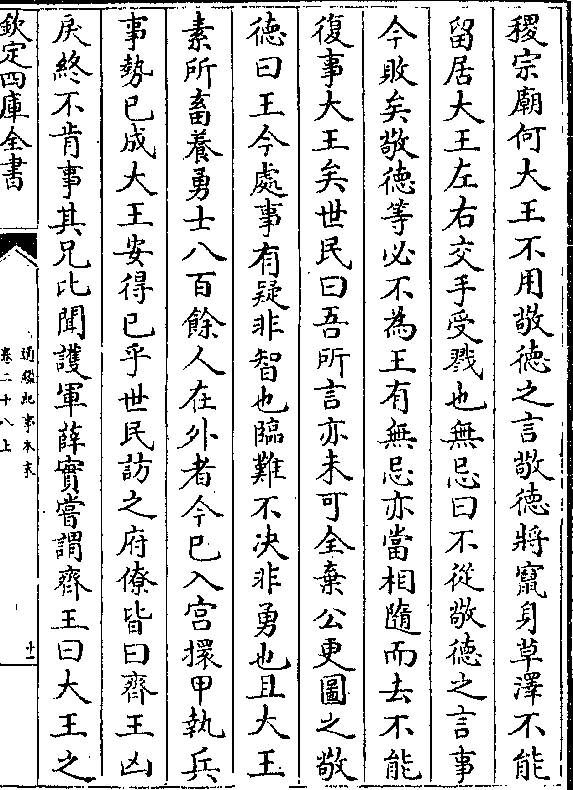 稷宗廟何大王不用敬徳之言敬徳將竄身草澤不能
留居大王左右交手受戮也無忌曰不從敬徳之言事
今敗矣敬徳等必不為王有無忌亦當相隨而去不能
復事大王矣世民曰吾所言亦未可全棄公更圖之敬
徳曰王今處事有疑非智也臨難不决非勇也且大王
素所畜養勇士八百餘人在外者今已入宫擐甲執兵
事勢已成大王安得已乎世民訪之府僚皆曰齊王凶
戾終不肯事其兄比聞護軍薛實嘗謂齊王曰大王之
欽定四庫全書
通鑑紀事本末
卷二十八上
十一